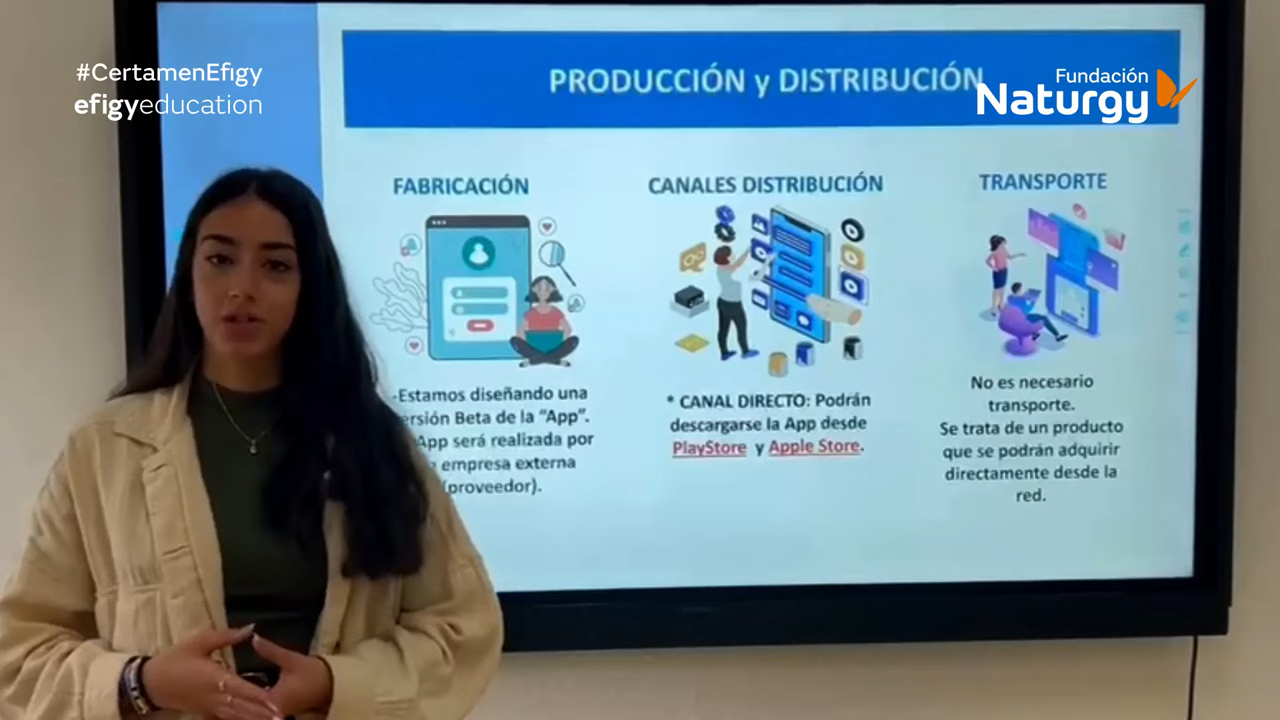 #CertamenEfigy
efigyeducation
Fundación
Naturgy
PRODUCCIÓN y DISTRIBUCIÓN
FABRICACIÓN
-Estamos diseñando una
ersión Beta de la “App”.
App será realizada por
empresa externa
(proveedor).
CANALES DISTRIBUCIÓN
* CANAL DIRECTO: Podrán
descargarse la App desde
PlayStore y Apple Store.
TRANSPORTE
No es necesario
transporte.
Se trata de un producto
que se podrán adquirir
directamente desde la
red.